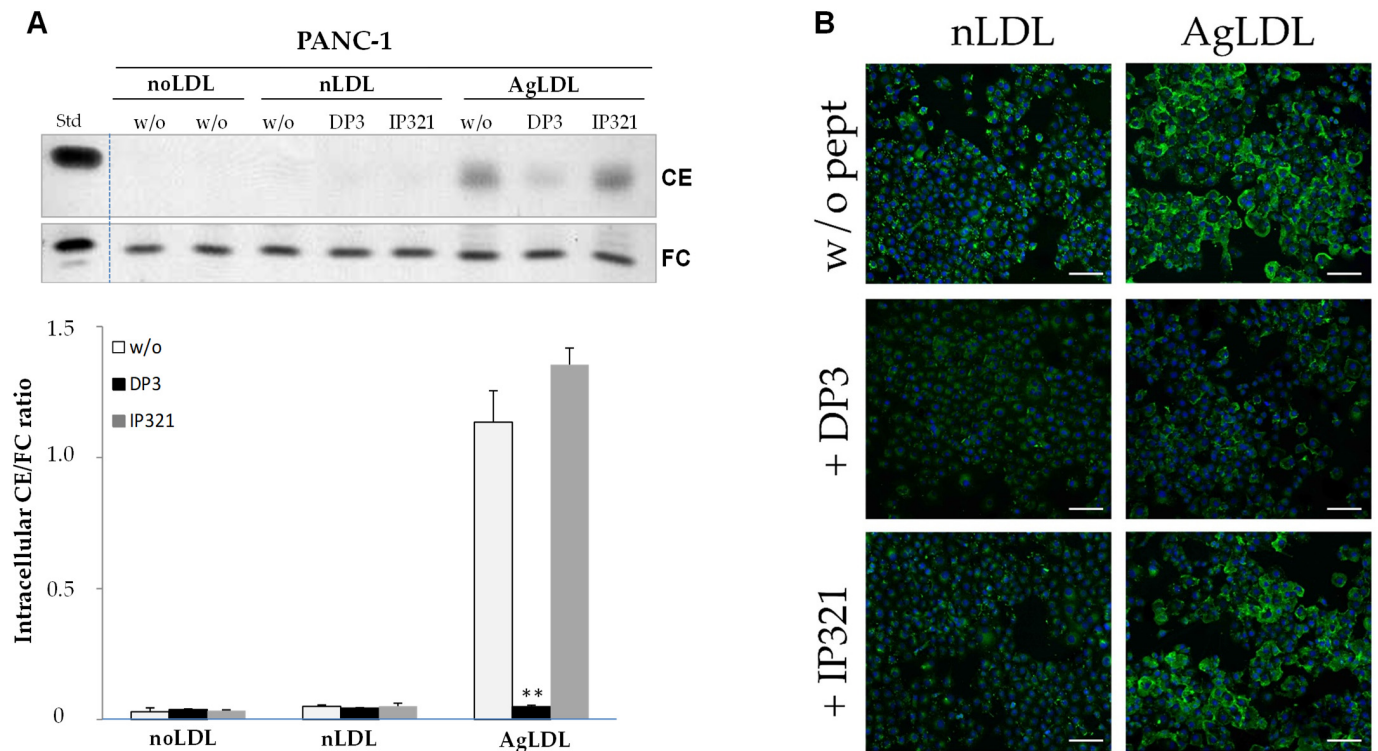 A
PANC-1
noLDL nLDL AgLDL
Std w/o w/o w/o DP3 IP321 w/o DP3 IP321
CE
FC
1.5
1.0
0.5
0
Intracellular CE/FC ratio
w/o
DP3
IP321
**
noLDL nLDL AgLDL
B
nLDL AgLDL
w/o pept
+ DP3
+ IP321